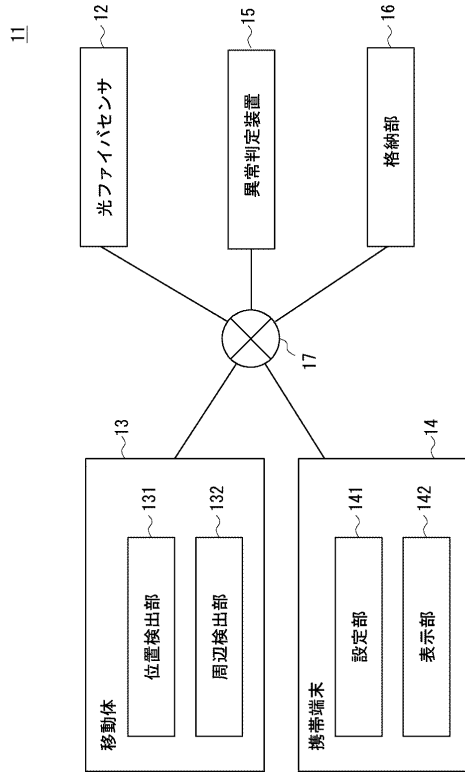 11
移動体
13
位置検出部
131
周辺検出部
132
携帯端末
14
設定部
141
表示部
142
17
光ファイバセンサ
12
異常判定装置
15
格納部
16